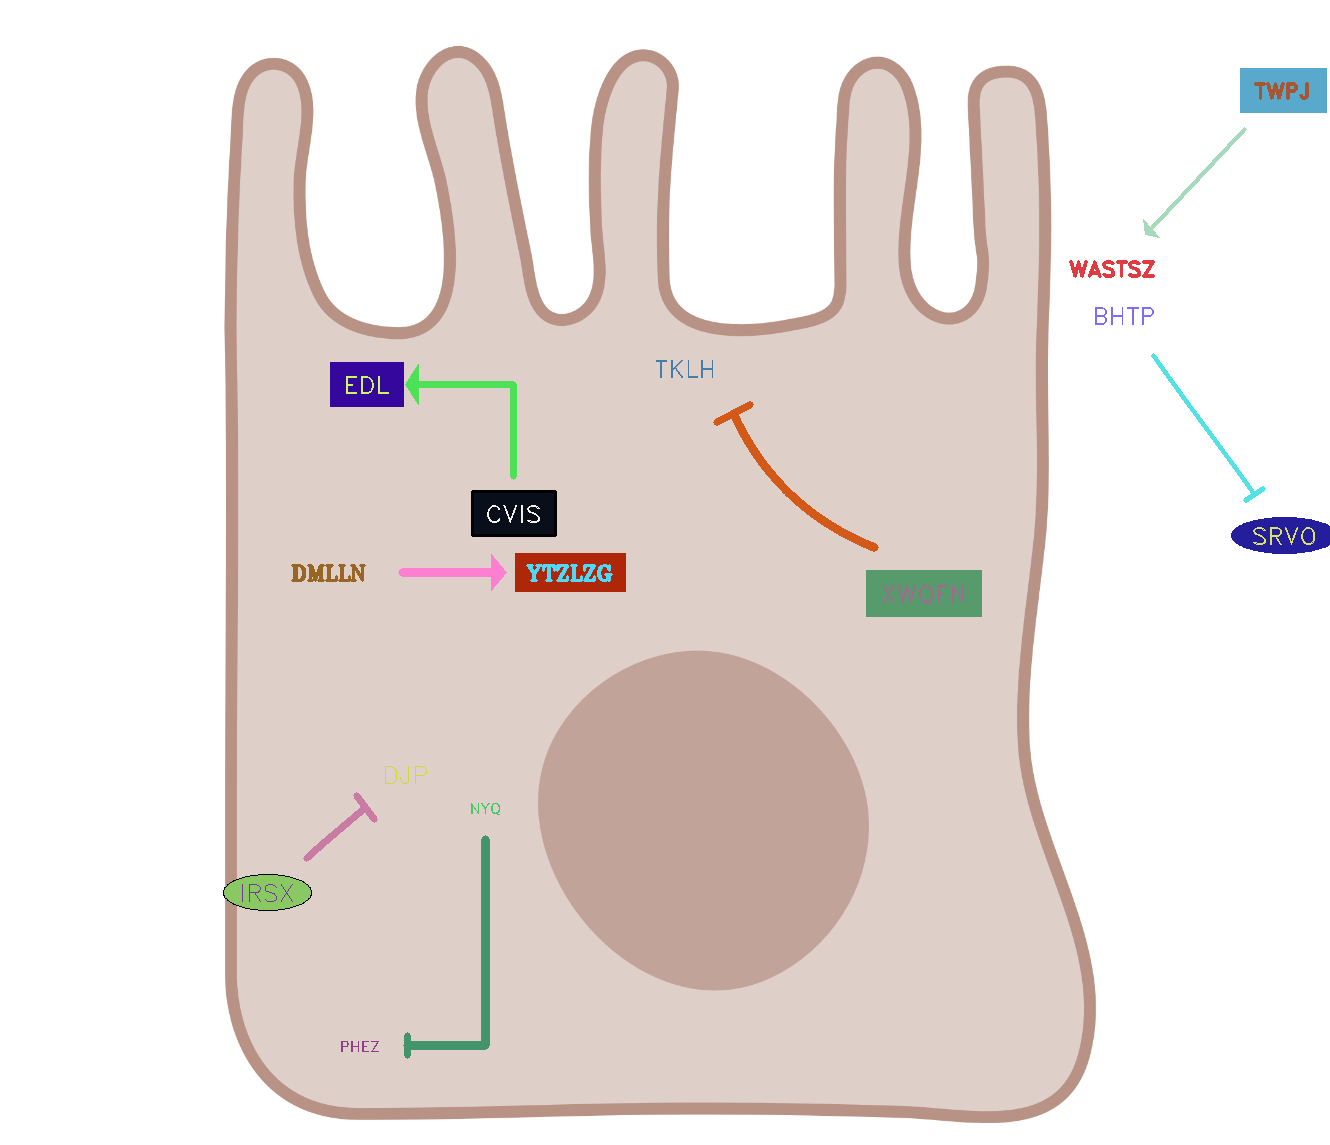 TWPJ
WASTSZ
BHTP
TKLH
EDL
CVIS
SRVO
DMLLN
YTZLZG
XWQFN
DJP
NYQ
IRSX
PHEZ